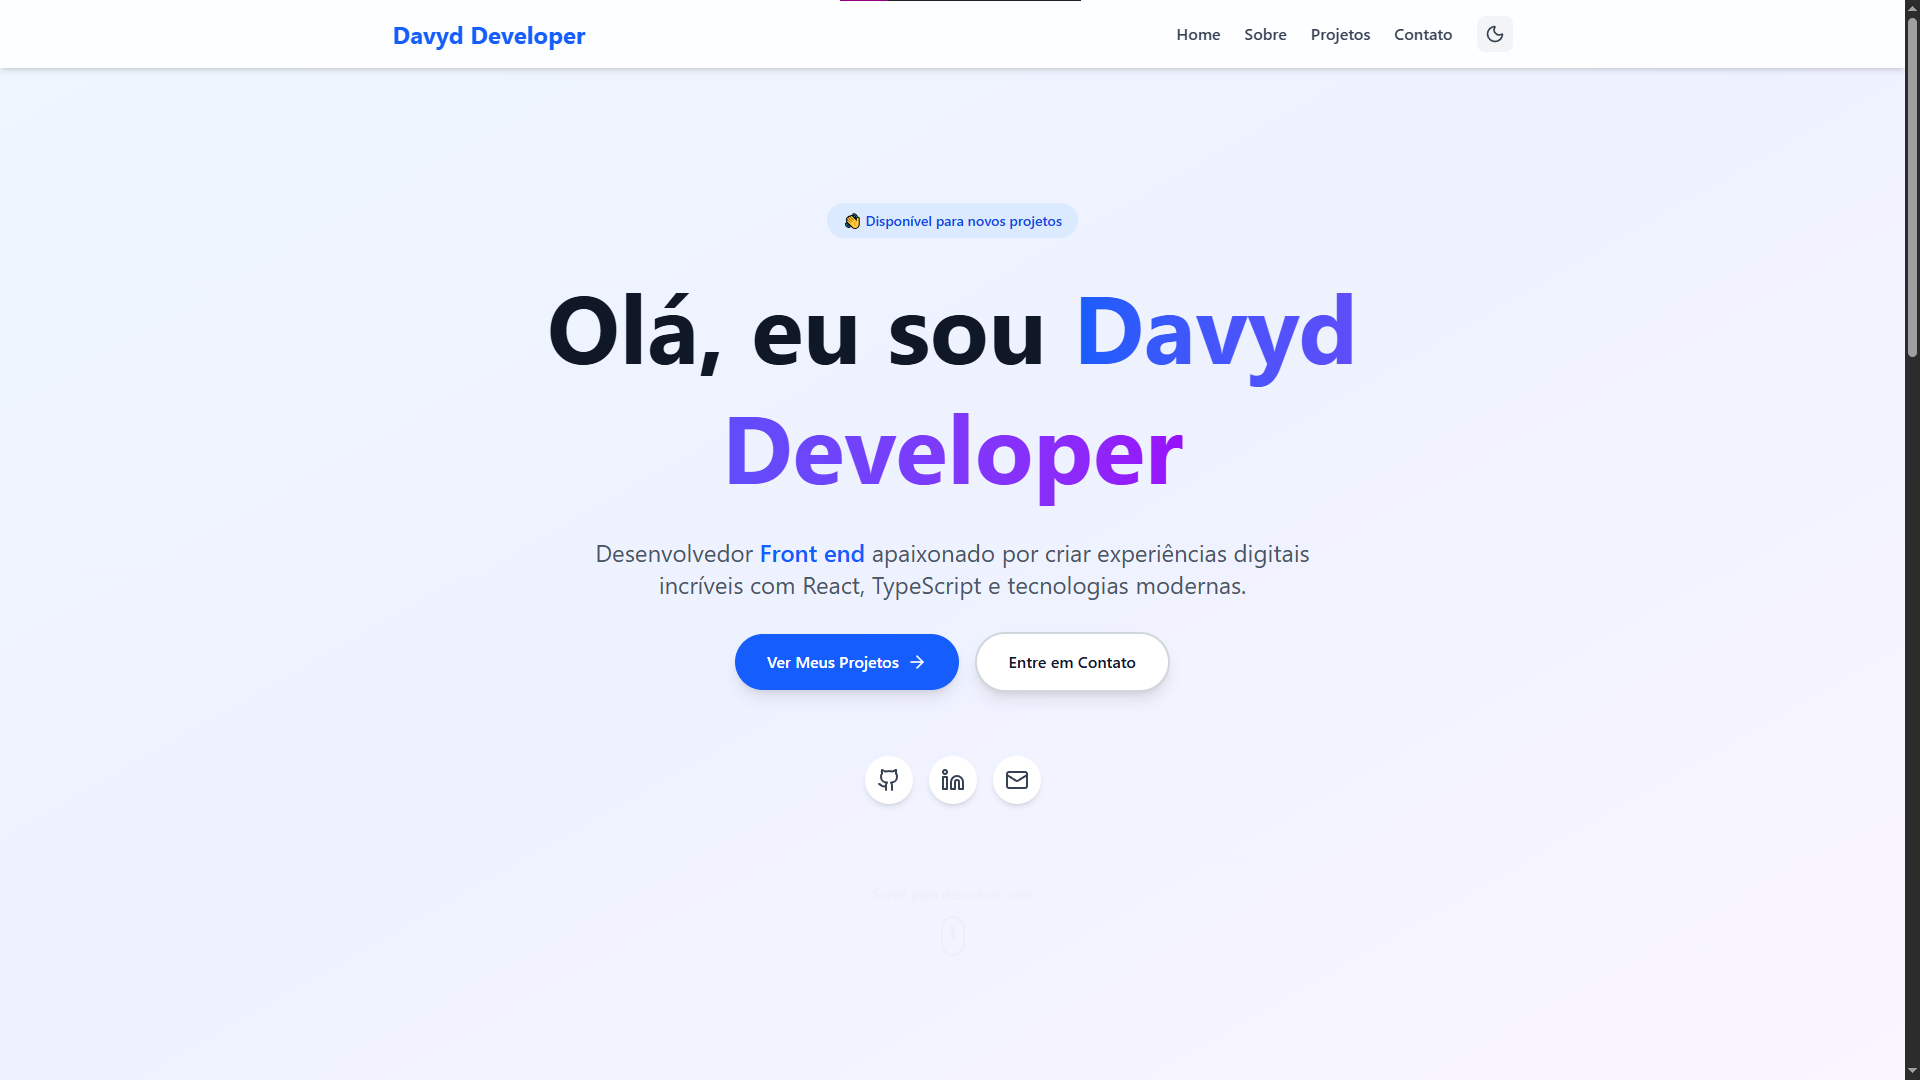 Davyd Developer
Home Sobre Projetos Contato
👋 Disponível para novos projetos
Olá, eu sou Davyd
Developer
Desenvolvedor Front end apaixonado por criar experiências digitais
incríveis com React, TypeScript e tecnologias modernas.
Ver Meus Projetos →
Entre em Contato
Scroll para descobrir mais